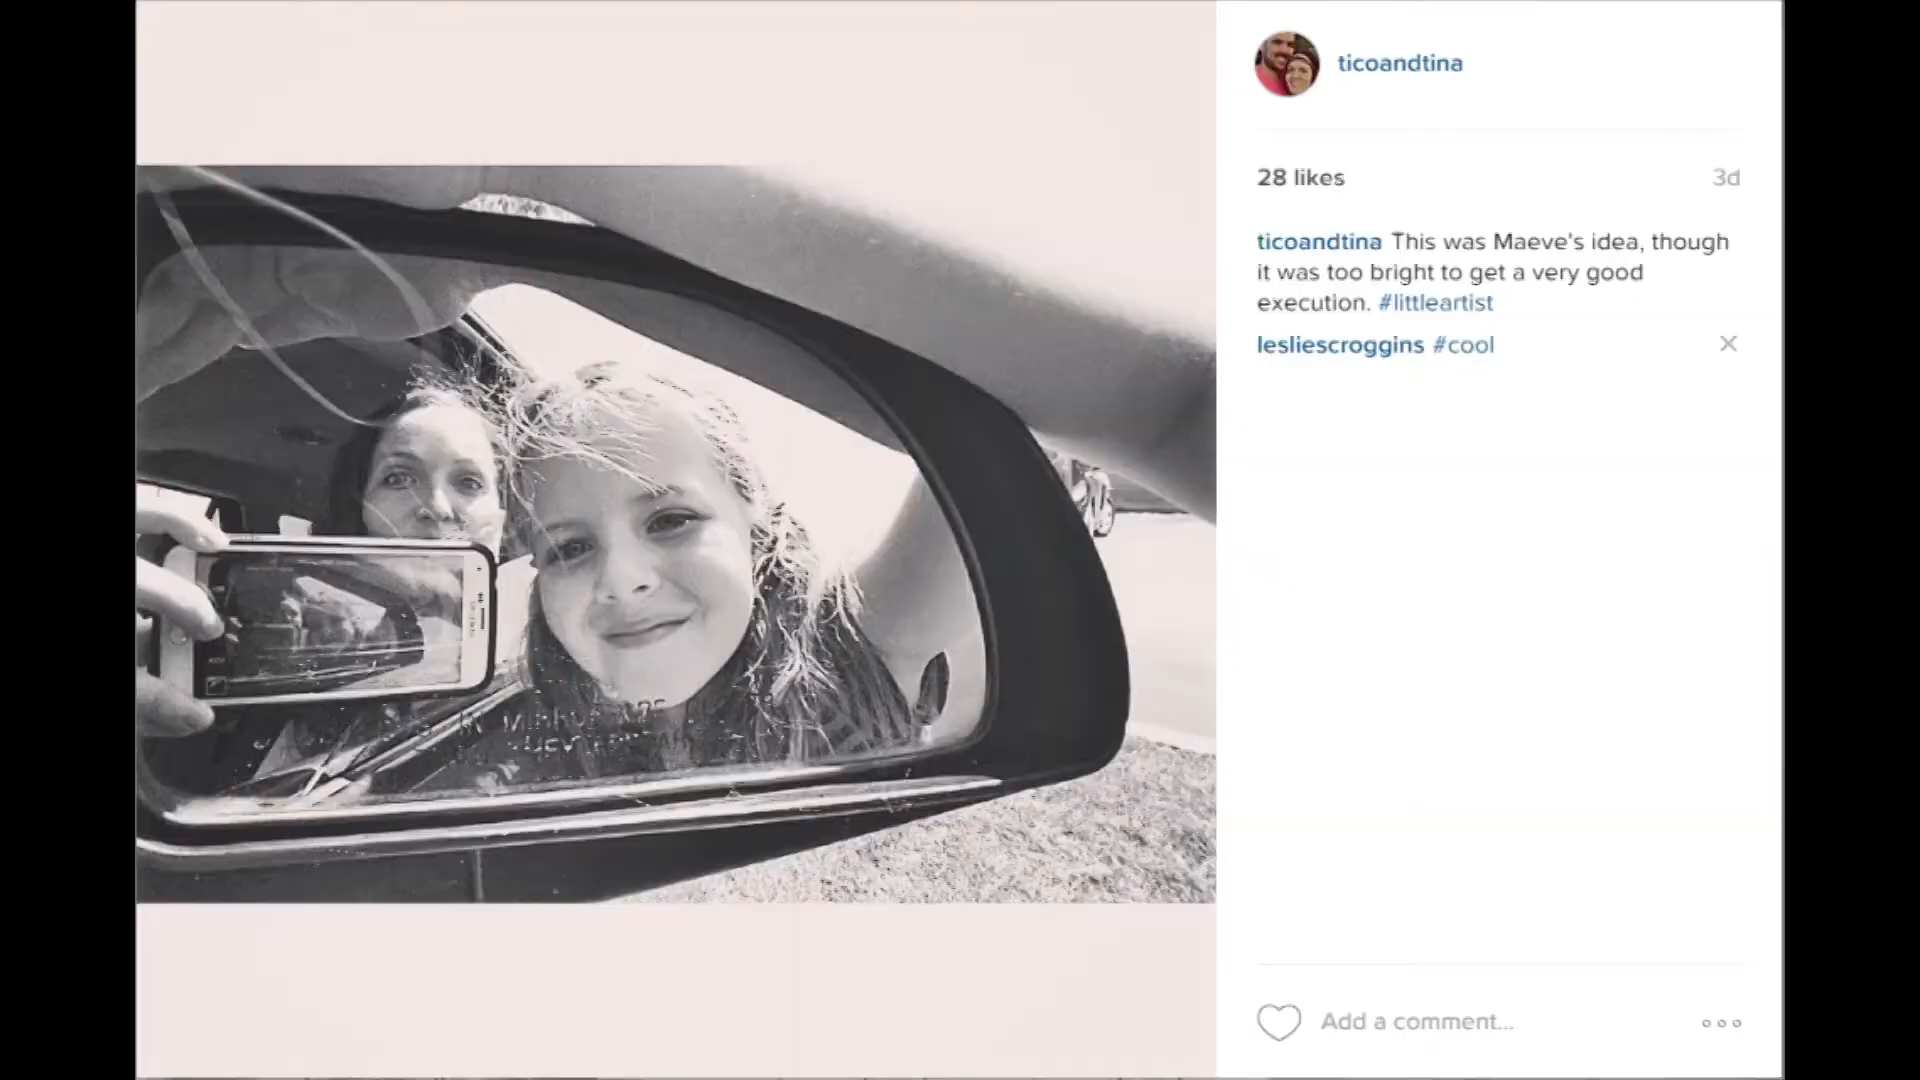 ticoandtina
28 likes
3d
ticoandtina This was Maeve's idea, though
it was too bright to get a very good
execution. #littleartist
lesliescroggins #cool
Add a comment...